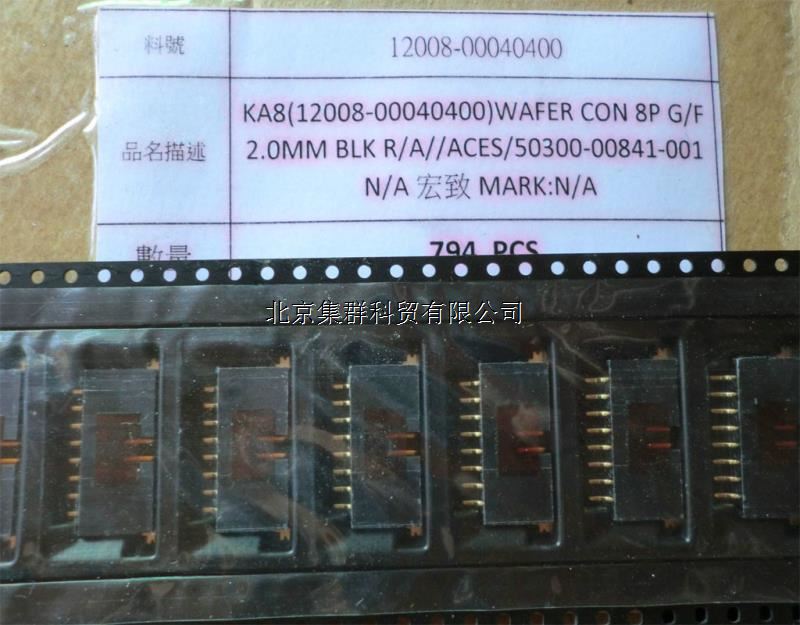 料號 12008-00040400
品名描述 KA8(12008-00040400)WAFER CON 8P G/F
2.0MM BLK R/A//ACES/50300-00841-001
N/A 宏致 MARK:N/A
數量 794 PCS
北京集群科贸有限公司